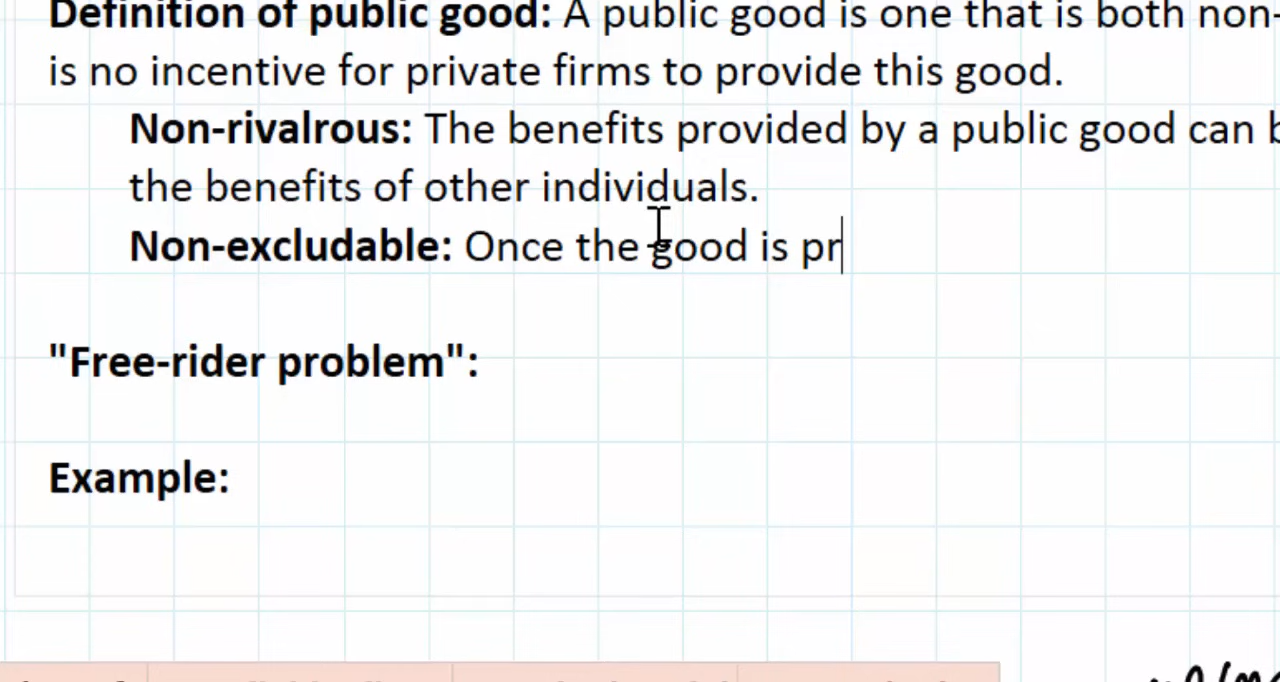 Definition of public good: A public good is one that is both non-
is no incentive for private firms to provide this good.
Non-rivalrous: The benefits provided by a public good can b
the benefits of other individuals.
Non-excludable: Once the good is pr
"Free-rider problem":
Example: